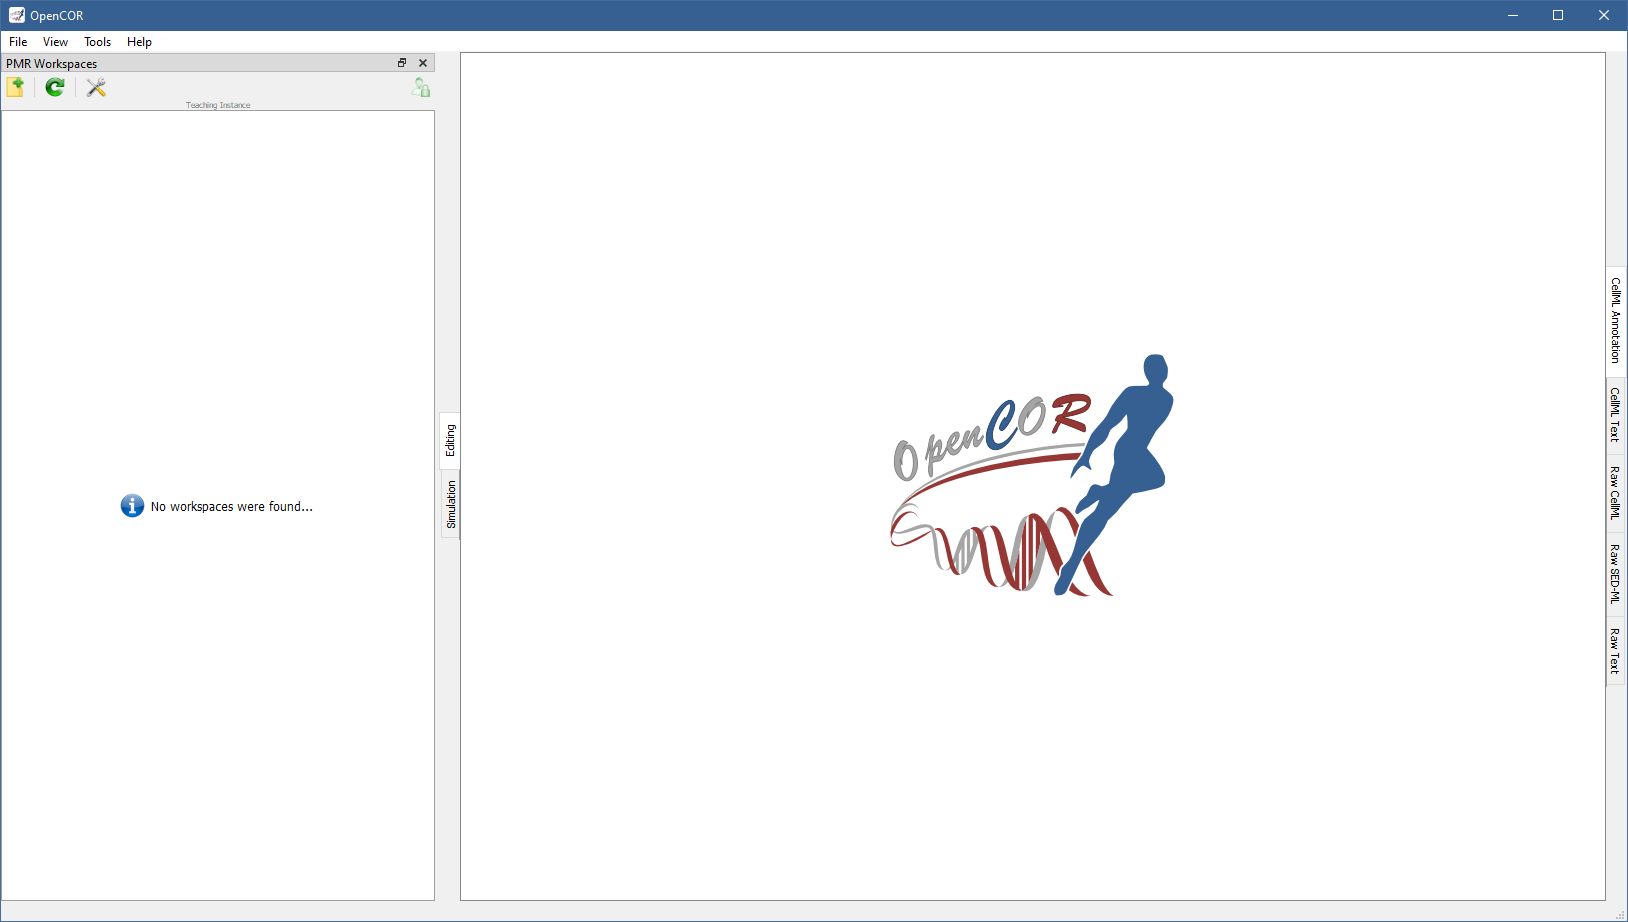 OpenCOR
File View Tools Help
PMR Workspaces
Teaching Instance
No workspaces were found...
Editing
Simulation
OpenCOR
CellML Annotation
CellML Text
Raw CellML
Raw SED-ML
Raw Text